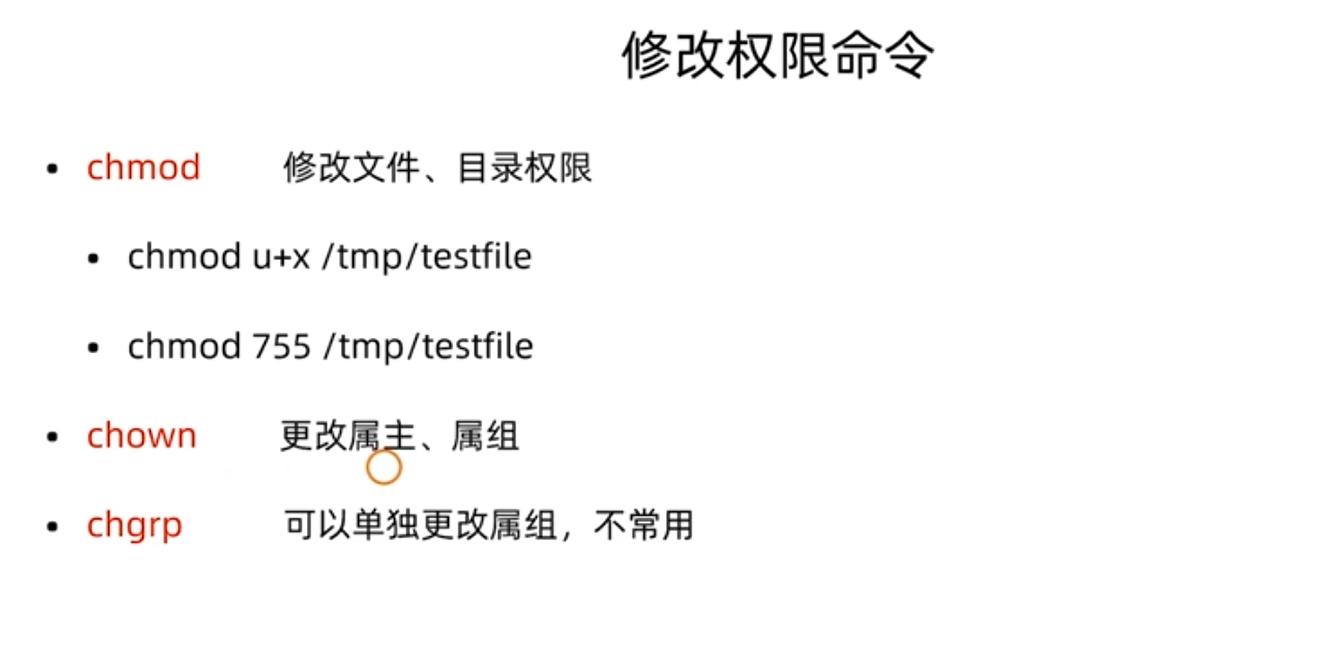 修改权限命令
• chmod 修改文件、目录权限
• chmod u+x /tmp/testfile
• chmod 755 /tmp/testfile
• chown 更改属主、属组
• chgrp 可以单独更改属组，不常用